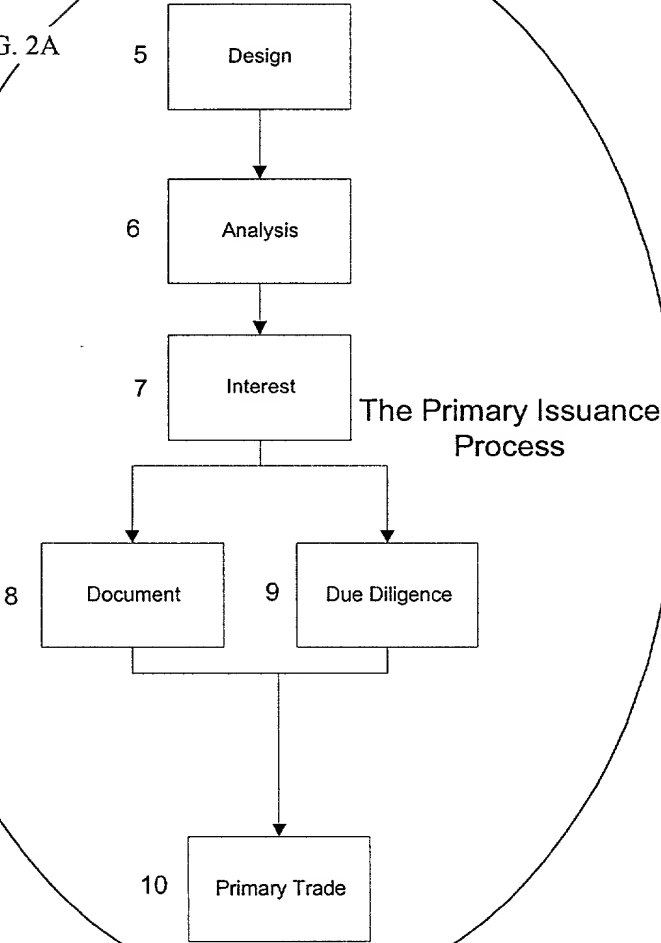 G. 2A
5 Design
6 Analysis
7 Interest
The Primary Issuance
Process
8 Document 9 Due Diligence
10 Primary Trade